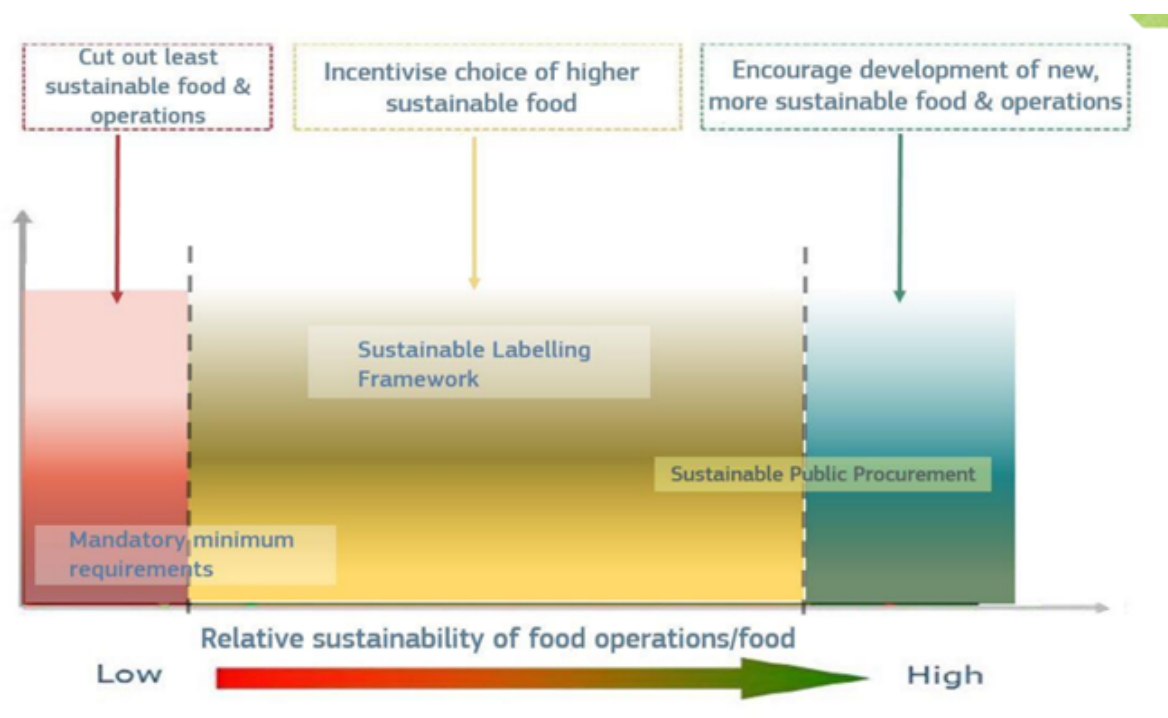 Cut out least
sustainable food &
operations
Incentivise choice of higher
sustainable food
Encourage development of new,
more sustainable food & operations
Sustainable Labelling
Framework
Sustainable Public Procurement
Mandatory minimum
requirements
Relative sustainability of food operations/food
Low
High